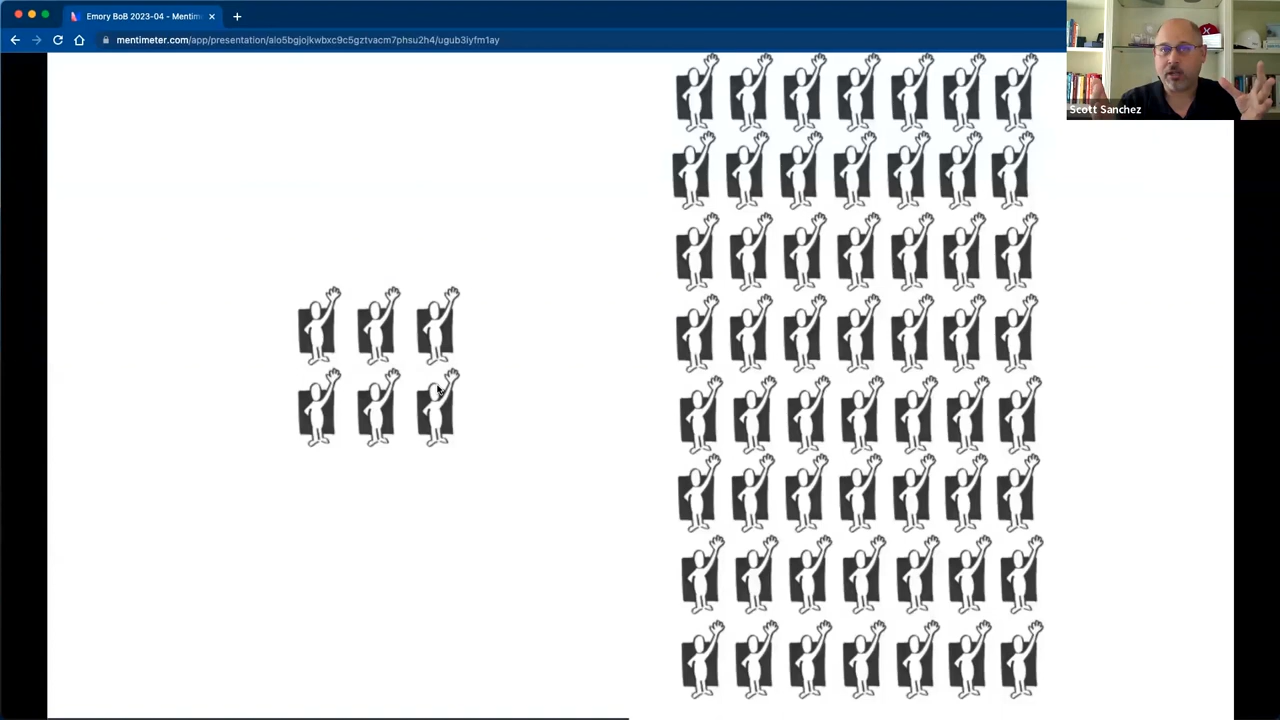 Emory BoB 2023-04 - Mentim
mentimeter.com/app/presentation/alo5bgjojkwbxc9c5gztvacm7phsu2h4/ugub3iyfm1ay
Scott Sanchez